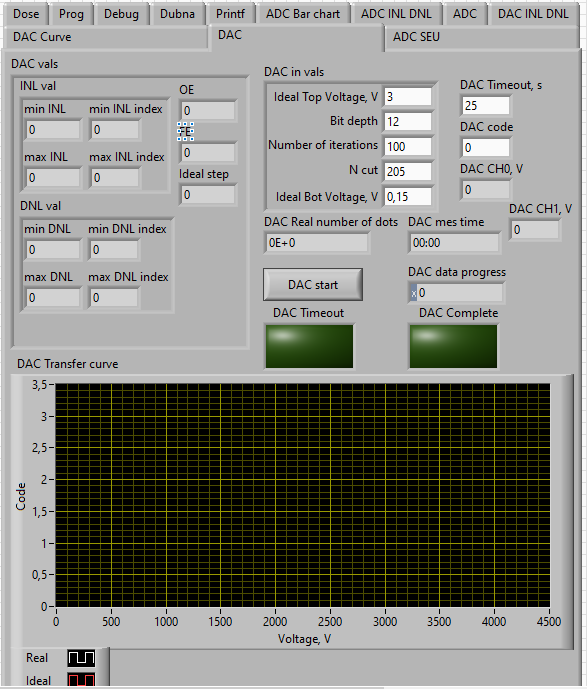 Dose Prog Debug Dubna Printf ADC Bar chart ADC INL DNL ADC DAC INL DNL
DAC Curve DAC ADC SEU
DAC vals
INL val
min INL min INL index
0 0
max INL max INL index
0 0
DNL val
min DNL min DNL index
0 0
max DNL max DNL index
0 0
OE
0
FE
0
Ideal step
0
DAC in vals
Ideal Top Voltage, V 3
Bit depth 12
Number of iterations 100
N cut 205
Ideal Bot Voltage, V 0,15
DAC Timeout, s
25
DAC code
0
DAC CH0, V
0
DAC CH1, V
0
DAC Real number of dots DAC mes time
0E+0 00:00
DAC start
DAC data progress
x 0
DAC Timeout DAC Complete
DAC Transfer curve
3,5
3
2,5
2
1,5
1
0,5
0
Code
0 500 1000 1500 2000 2500 3000 3500 4000 4500
Voltage, V
Real
Ideal